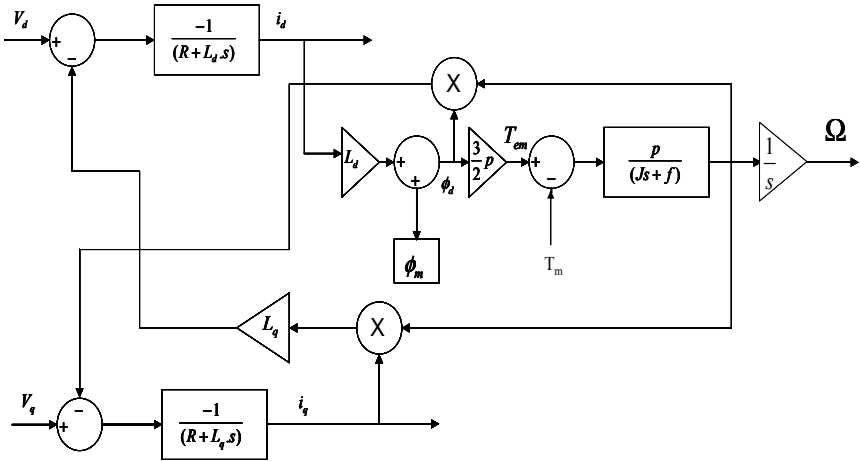 V_d
+
−
−1
(R+L_d.s)
i_d
X
L_d
+
+
ϕ_d
3
2
p
T_em
+
−
p
(Js+f)
1
s
Ω
ϕ_m
T_m
L_q
X
V_q
−
+
−1
(R+L_q.s)
i_q